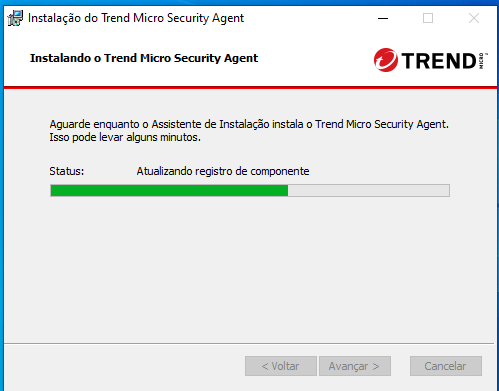 Instalação do Trend Micro Security Agent
Instalando o Trend Micro Security Agent
TREND MICRO
Aguarde enquanto o Assistente de Instalação instala o Trend Micro Security Agent.
Isso pode levar alguns minutos.
Status: Atualizando registro de componente
< Voltar Avançar > Cancelar